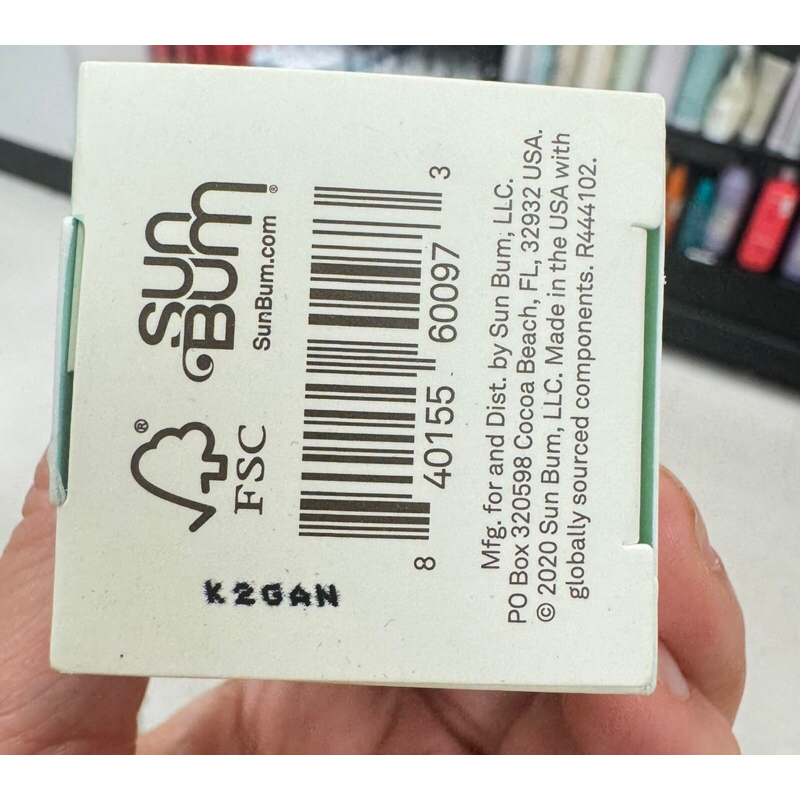 SUN
BUM®
SunBum.com
®
FSC
8 40155 60097 3
Mfg. for and Dist. by Sun Bum, LLC.
PO Box 320598 Cocoa Beach, FL, 32932 USA.
© 2020 Sun Bum, LLC. Made in the USA with
globally sourced components. R444102.
K2GAN